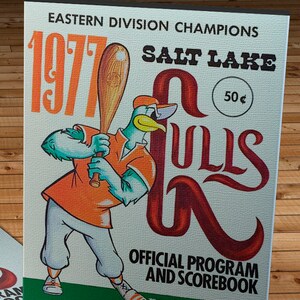 EASTERN DIVISION CHAMPIONS
1977
SALT LAKE
50¢
GULLS
OFFICIAL PROGRAM
AND SCOREBOOK